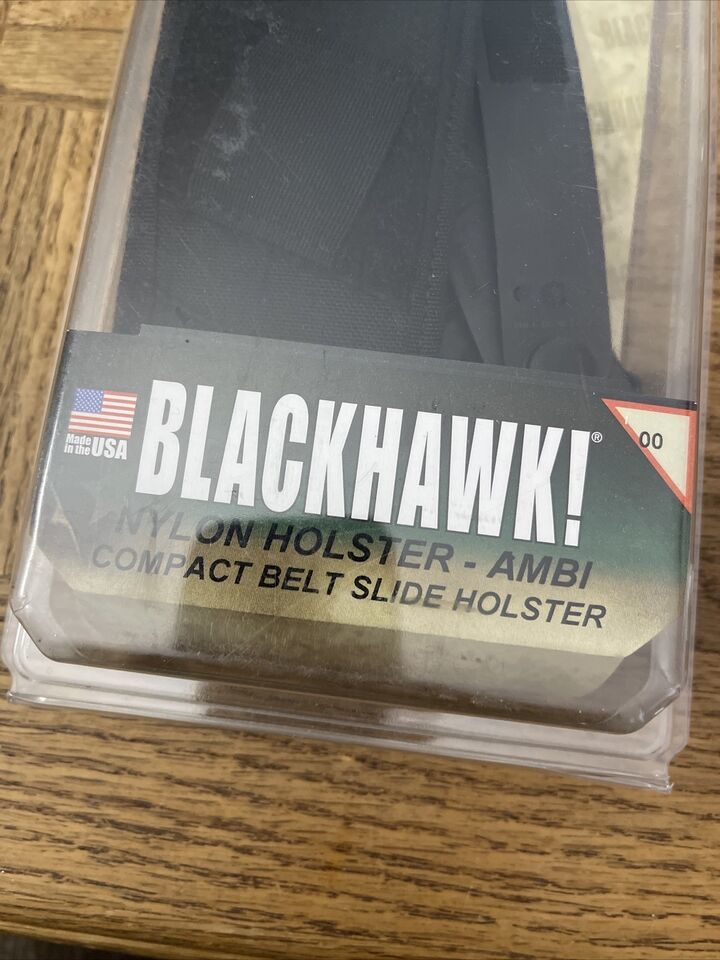 Made
in the USA
BLACKHAWK!®
00
NYLON HOLSTER - AMBI
COMPACT BELT SLIDE HOLSTER